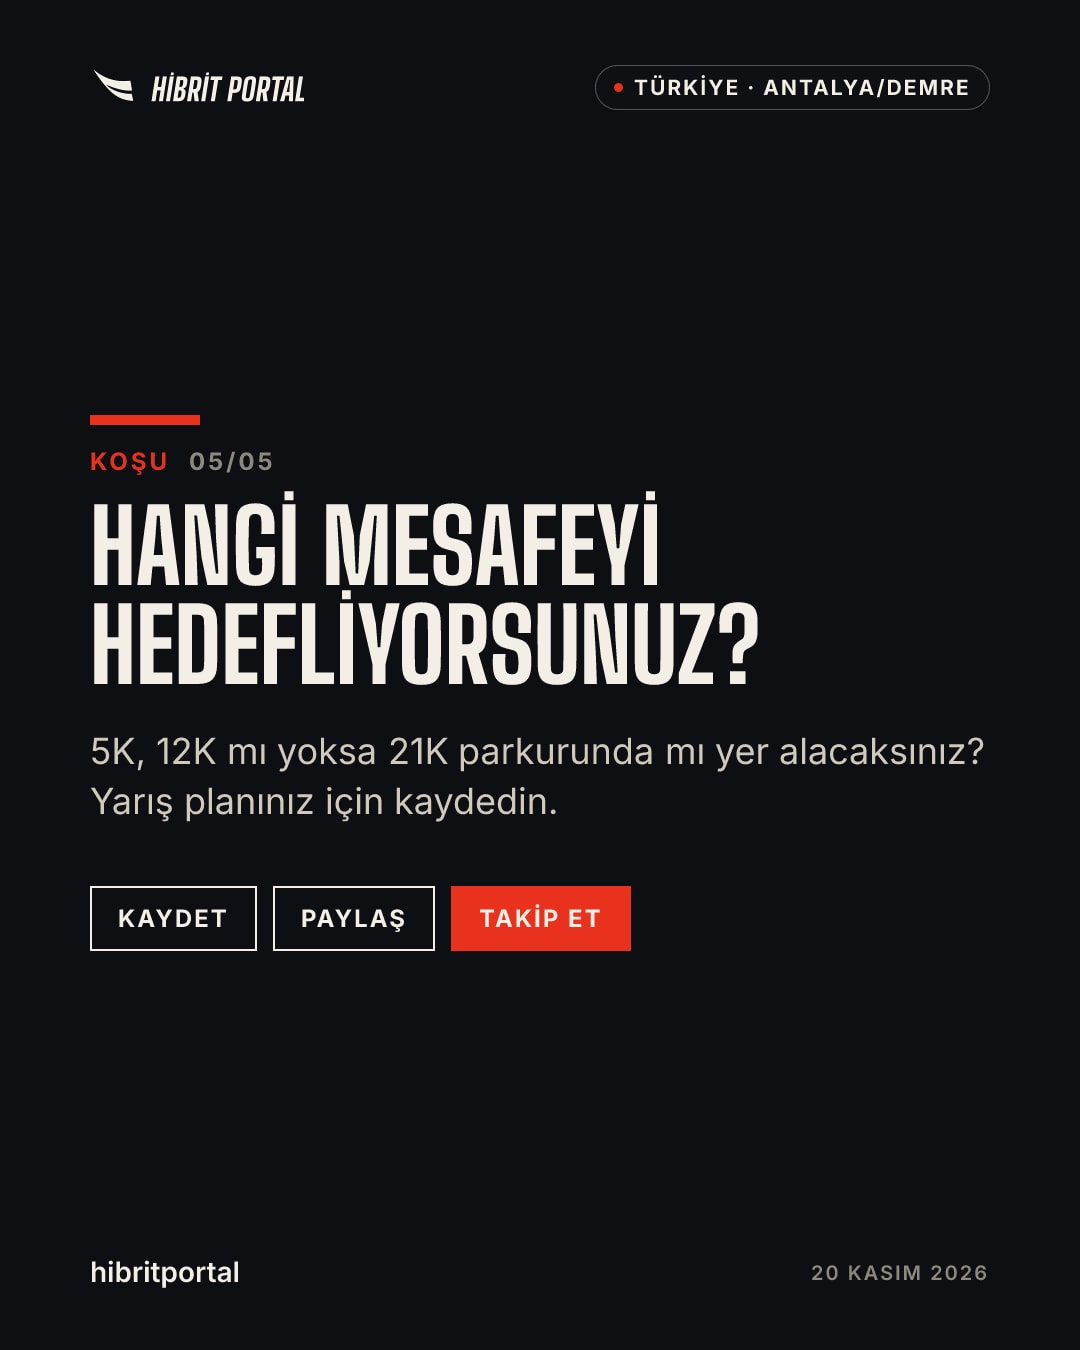 HİBRİT PORTAL
TÜRKİYE · ANTALYA/DEMRE
KOŞU 05/05
HANGİ MESAFEYİ
HEDEFLİYORSUNUZ?
5K, 12K mı yoksa 21K parkurunda mı yer alacaksınız?
Yarış planınız için kaydedin.
KAYDET
PAYLAŞ
TAKİP ET
hibritportal
20 KASIM 2026